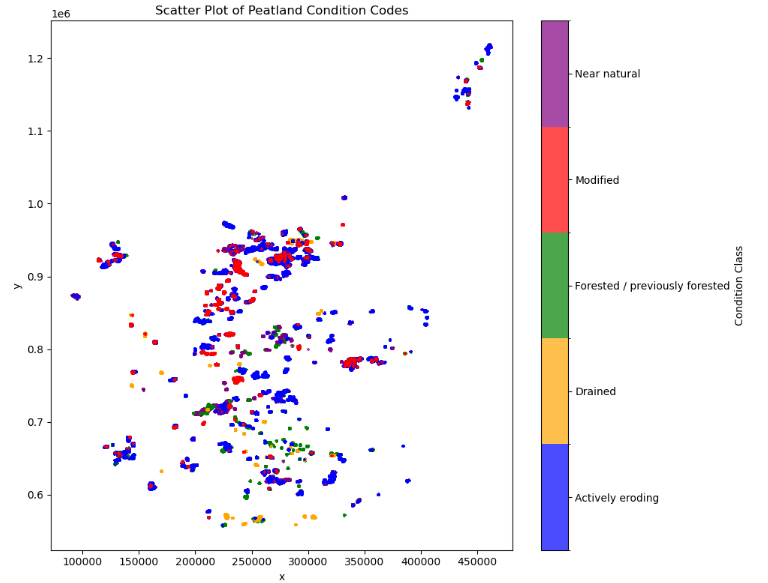 Scatter Plot of Peatland Condition Codes
1e6
1.2
1.1
1.0
0.9
0.8
0.7
0.6
y
100000 150000 200000 250000 300000 350000 400000 450000
x
Near natural
Modified
Forested / previously forested
Drained
Actively eroding
Condition Class